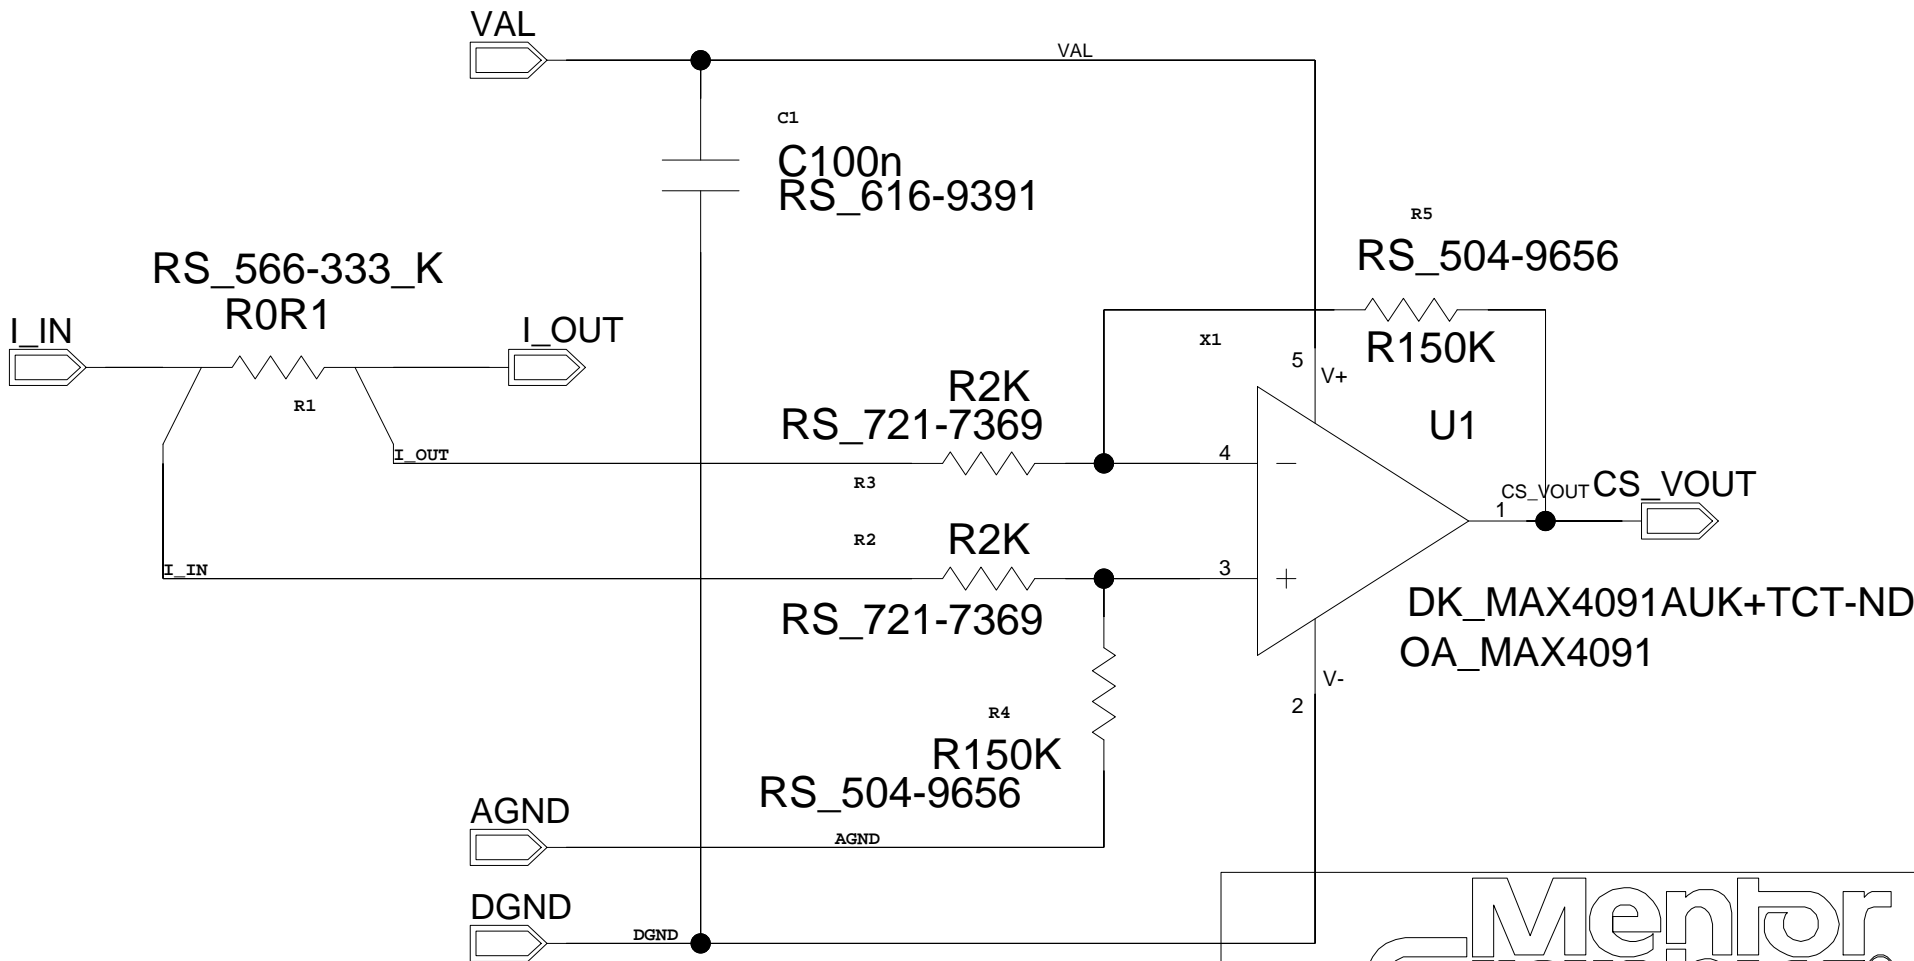 VAL
VAL
C1
C100n
RS_616-9391
R5
RS_504-9656
RS_566-333_K
R0R1
I_IN
I_OUT
X1
R150K
5
V+
R1
R2K
RS_721-7369
U1
I_OUT
4
R3
CS_VOUT
CS_VOUT
1
R2
R2K
I_IN
3
RS_721-7369
DK_MAX4091AUK+TCT-ND
OA_MAX4091
V-
2
R4
R150K
RS_504-9656
AGND
AGND
DGND
DGND
Mentor